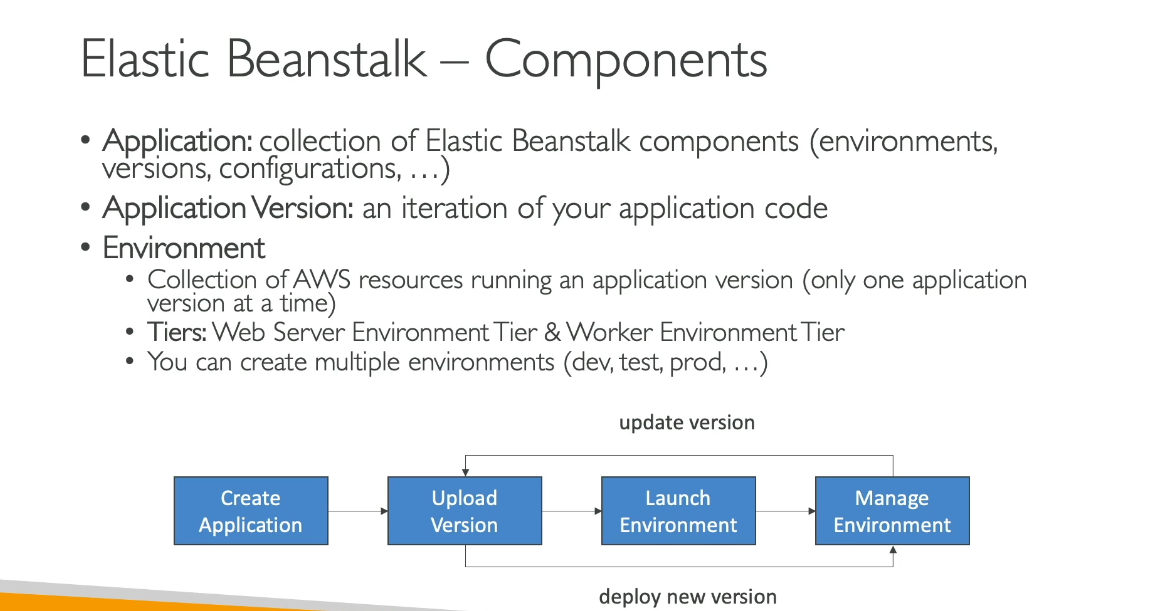 Elastic Beanstalk – Components
• Application: collection of Elastic Beanstalk components (environments,
versions, configurations, …)
• Application Version: an iteration of your application code
• Environment
• Collection of AWS resources running an application version (only one application
version at a time)
• Tiers: Web Server Environment Tier & Worker Environment Tier
• You can create multiple environments (dev, test, prod, …)
update version
Create
Application
Upload
Version
Launch
Environment
Manage
Environment
deploy new version